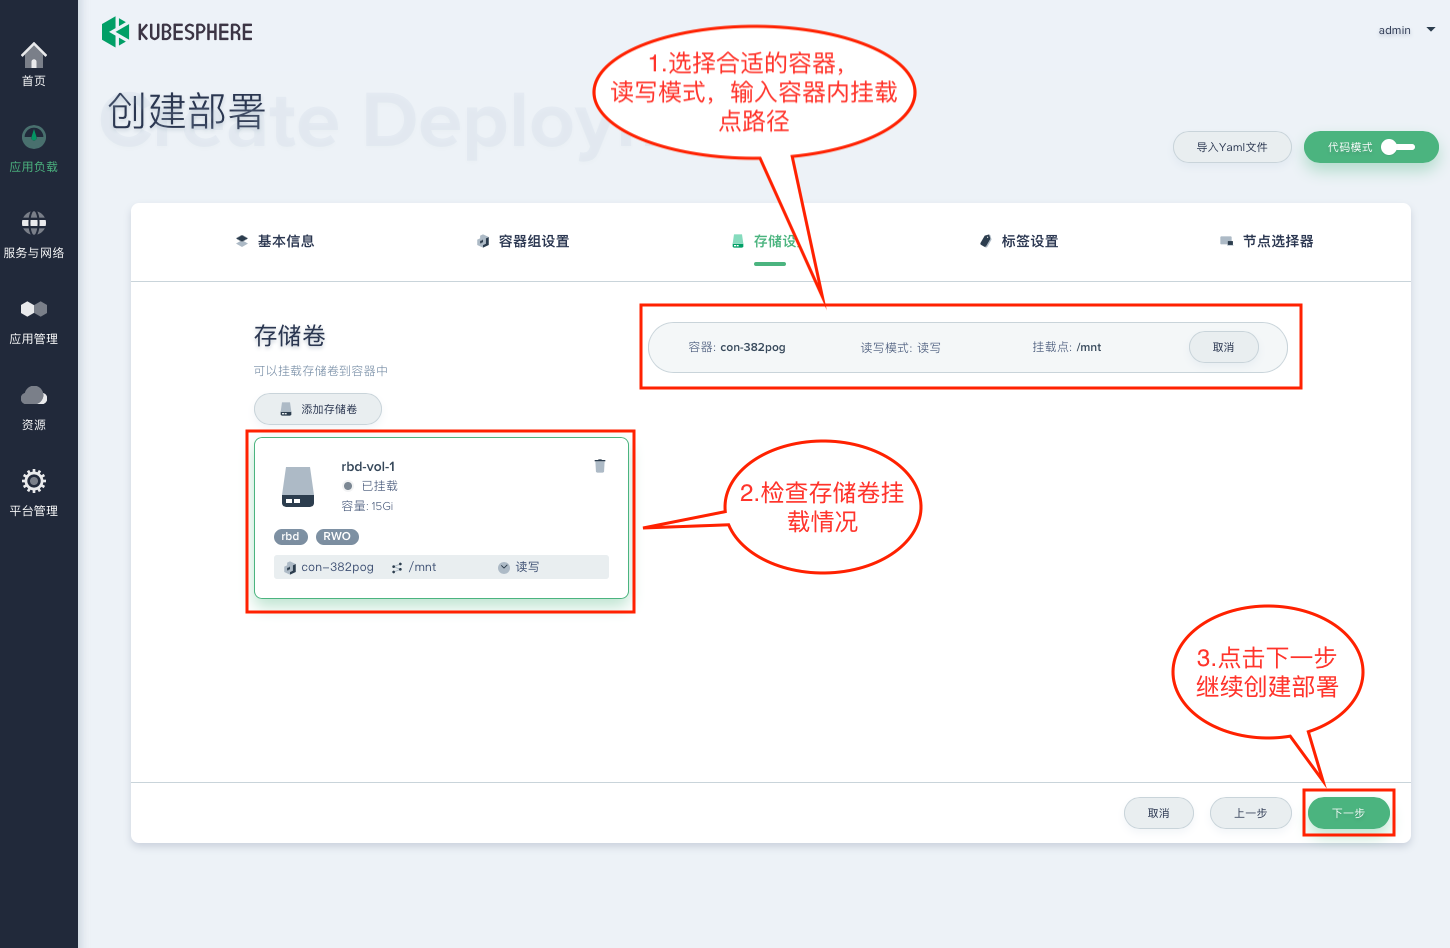 KUBESPHERE
admin
首页
应用负载
服务与网络
应用管理
资源
平台管理
创建部署
Create Deploy
1.选择合适的容器，
读写模式，输入容器内挂载
点路径
导入Yaml文件
代码模式
基本信息
容器组设置
存储设
标签设置
节点选择器
存储卷
可以挂载存储卷到容器中
添加存储卷
容器: con-382pog
读写模式: 读写
挂载点: /mnt
取消
rbd-vol-1
已挂载
容量: 15Gi
rbd
RWO
con-382pog
/mnt
读写
2.检查存储卷挂
载情况
3.点击下一步
继续创建部署
取消
上一步
下一步